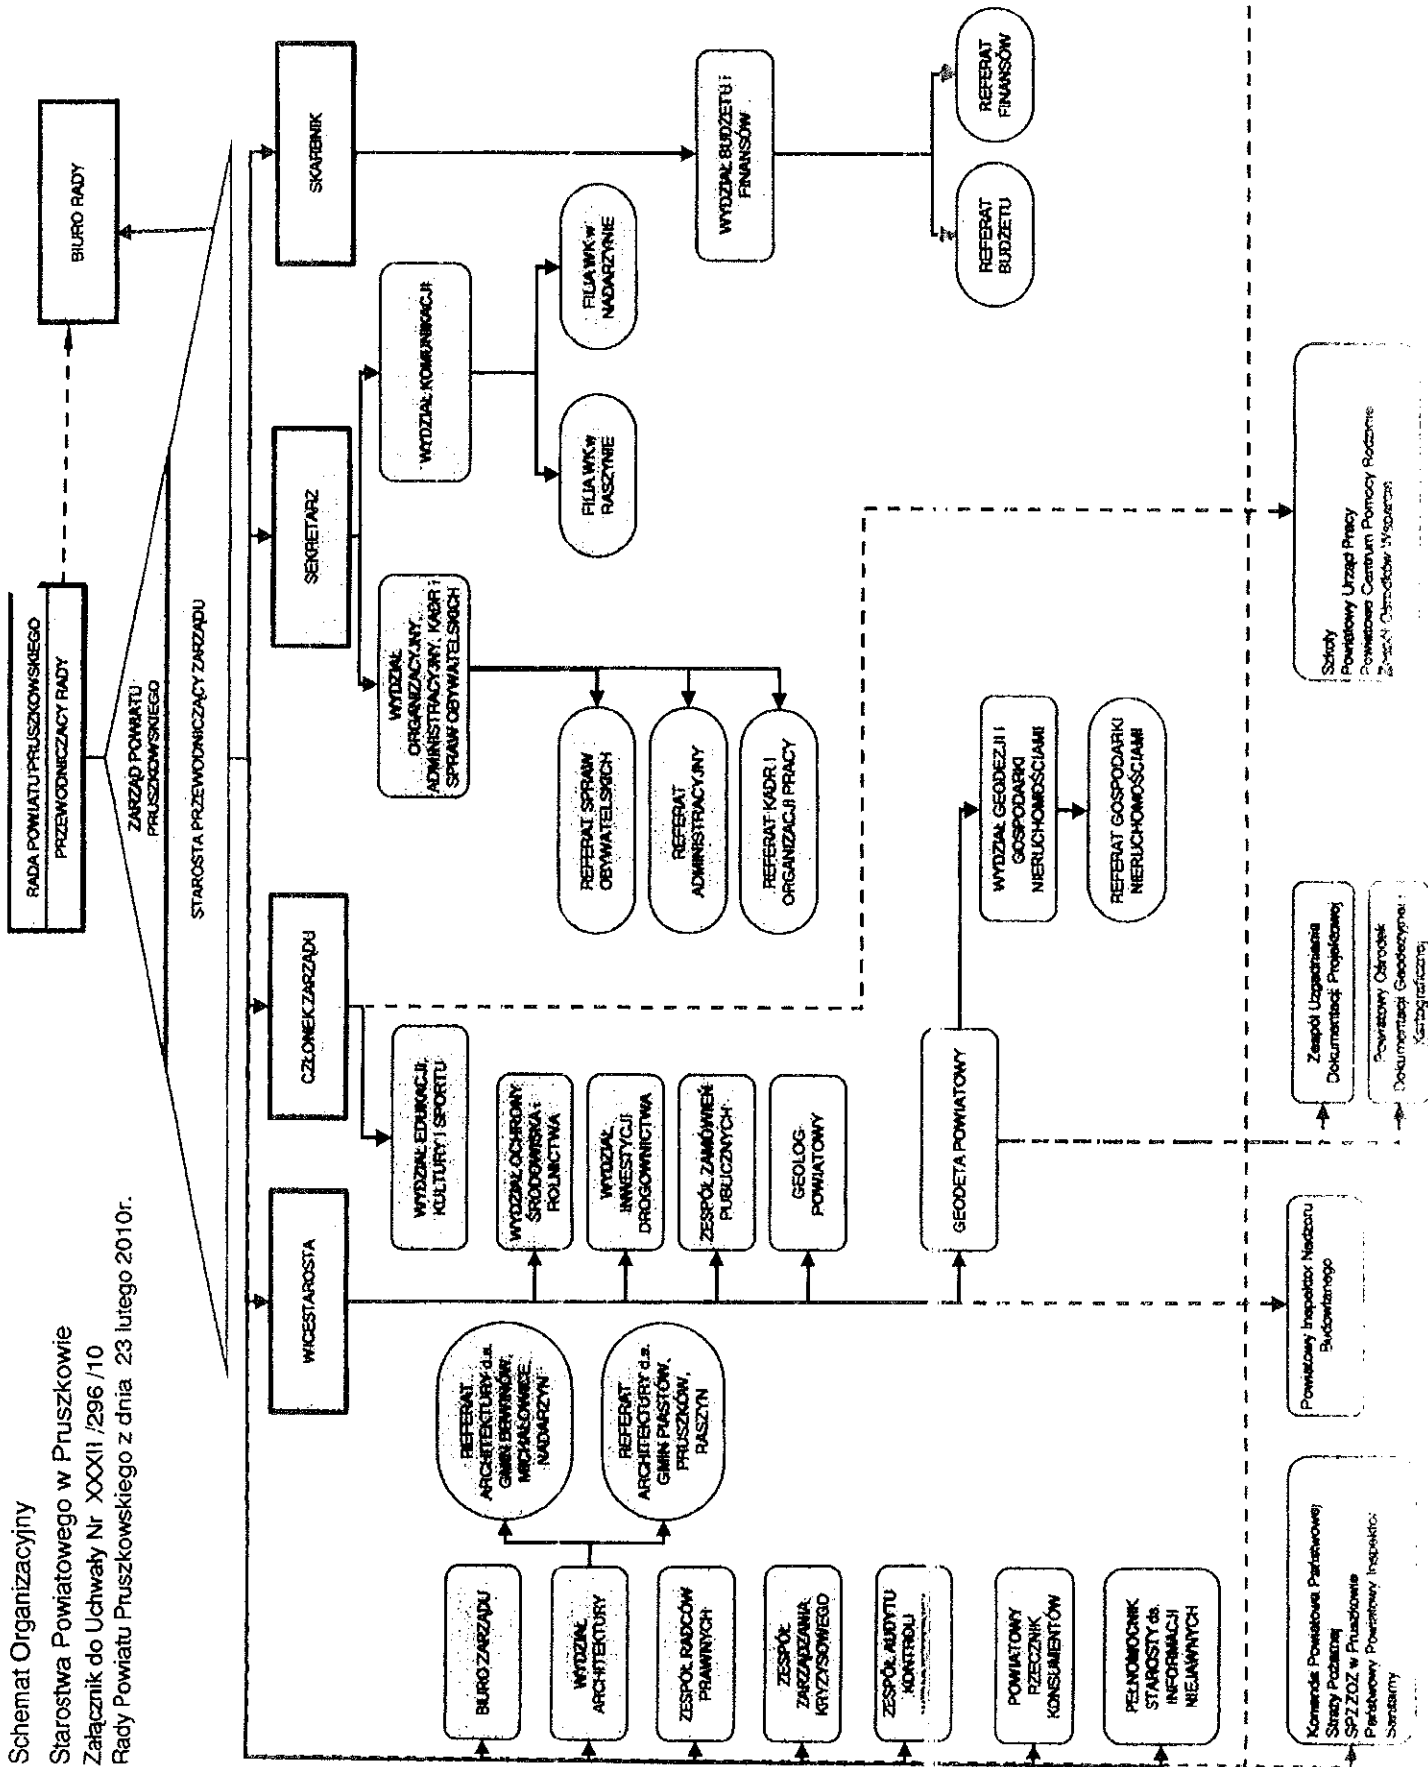 Schemat Organizacyjny
Starostwa Powiatowego w Pruszkowie
Załącznik do Uchwały Nr XXXII /296 /10
Rady Powiatu Pruszkowskiego z dnia 23 lutego 2010r.
RADA POWIATU PRUSZKOWSKIEGO
PRZEWODNICZĄCY RADY
BIURO RADY
ZARZĄD POWIATU
PRUSZKOWSKIEGO
STAROSTA PRZEWODNICZĄCY ZARZĄDU
WICESTAROSTA
CZŁONEK ZARZĄDU
SEKRETARZ
SKARBNIK
BIURO ZARZĄDU
WYDZIAŁ
ARCHITEKTURY
REFERAT
ARCHITEKTURY d.s.
GMIN BRWINÓW,
MICHAŁOWICE,
NADARZYN
REFERAT
ARCHITEKTURY d.s.
GMIN PIASTÓW,
PRUSZKÓW,
RASZYN
ZESPÓŁ RADCÓW
PRAWNYCH
ZESPÓŁ
ZARZĄDZANIA
KRYZYSOWEGO
ZESPÓŁ AUDYTU
KONTROLI
POWIATOWY
RZECZNIK
KONSUMENTÓW
PEŁNOMOCNIK
STAROSTY ds.
INFORMACJI
NIEJAWNYCH
WYDZIAŁ EDUKACJI,
KULTURY I SPORTU
WYDZIAŁ OCHRONY
ŚRODOWISKA i
ROLNICTWA
WYDZIAŁ
INWESTYCJI
DROGOWNICTWA
ZESPÓŁ ZAMÓWIEŃ
PUBLICZNYCH
GEOLOG
POWIATOWY
GEODETA POWIATOWY
WYDZIAŁ GEODEZJI I
GOSPODARKI
NIERUCHOMOŚCIAMI
REFERAT GOSPODARKI
NIERUCHOMOŚCIAMI
WYDZIAŁ
ORGANIZACYJNY,
ADMINISTRACYJNY, KADR i
SPRAW OBYWATELSKICH
REFERAT SPRAW
OBYWATELSKICH
REFERAT
ADMINISTRACYJNY
REFERAT KADR I
ORGANIZACJI PRACY
WYDZIAŁ KOMUNIKACJI
FILIA WK w
RASZYNIE
FILIA WK w
NADARZYNIE
WYDZIAŁ BUDŻETU i
FINANSÓW
REFERAT
BUDŻETU
REFERAT
FINANSÓW
Komenda Powiatowa Państwowej
Straży Pożarnej
SPZ ZOZ w Pruszkowie
Państwowy Powiatowy Inspektor
Sanitarny
Powiatowy Inspektor Nadzoru
Budowlanego
Zespół Uzgadniania
Dokumentacji Projektowej
Powiatowy Ośrodek
Dokumentacji Geodezyjnej i
Kartograficznej
Szkoły
Powiatowy Urząd Pracy
Powiatowe Centrum Pomocy Rodzinie
Zespół Ośrodków Wsparcia